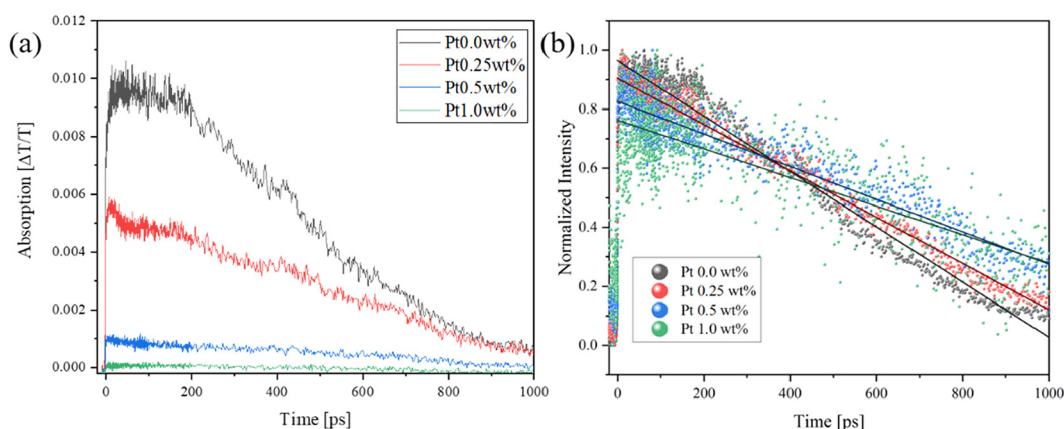 (a)
Absorption [ΔT/T]
0.012
0.010
0.008
0.006
0.004
0.002
0.000
Pt0.0wt%
Pt0.25wt%
Pt0.5wt%
Pt1.0wt%
0
200
400
600
800
1000
Time [ps]
(b)
Normalized Intensity
1.0
0.8
0.6
0.4
0.2
0.0
Pt 0.0 wt%
Pt 0.25 wt%
Pt 0.5 wt%
Pt 1.0 wt%
0
200
400
600
800
1000
Time [ps]